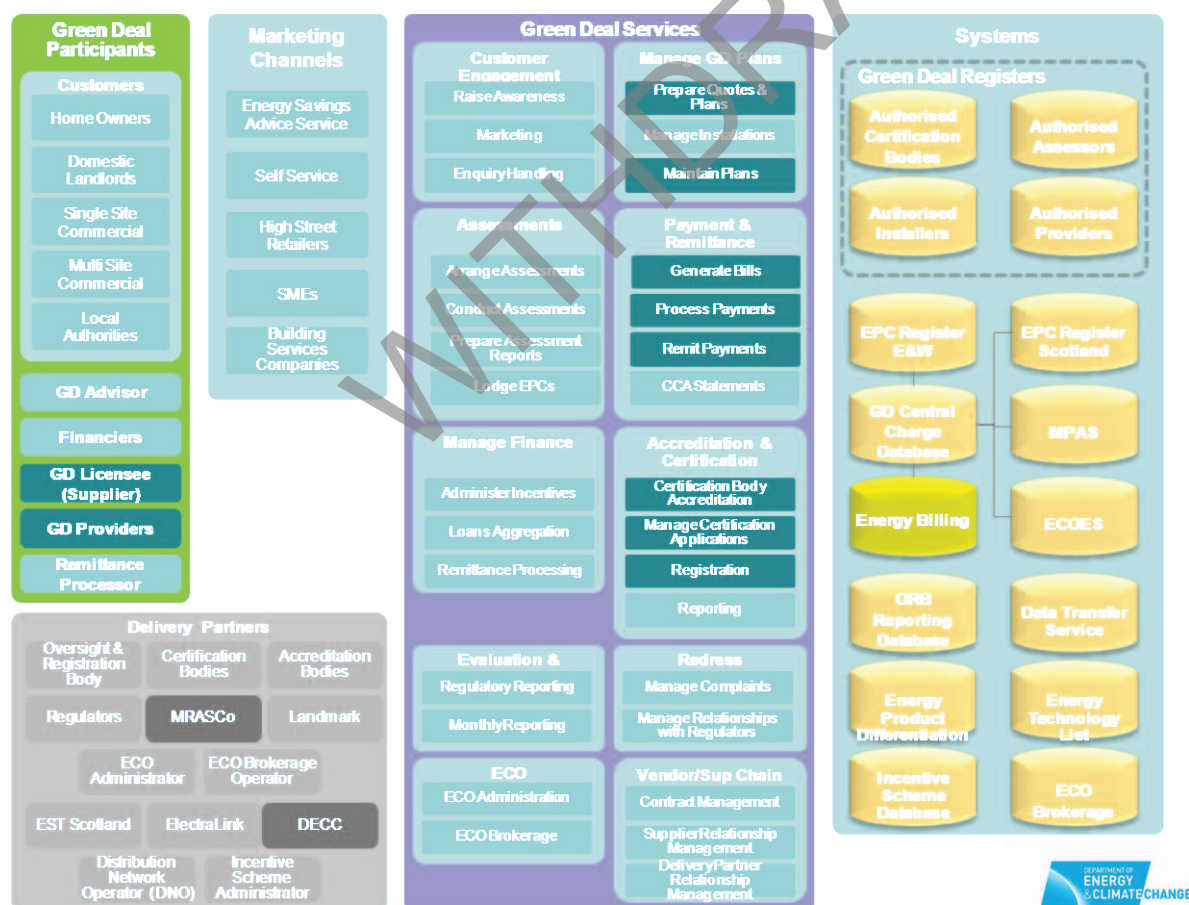 Green Deal
Participants
Customers
Home Owners
Domestic
Landlords
Single Site
Commercial
Multi Site
Commercial
Local
Authorities
GD Advisor
Financiers
GD Licensee
(Supplier)
GD Providers
Remittance
Processor
Marketing
Channels
Energy Savings
Advice Service
Self Service
High Street
Retailers
SMEs
Building
Services
Companies
Delivery Partners
Oversight &
Registration
Body
Certification
Bodies
Accreditation
Bodies
Regulators
MRASCo
Landmark
ECO
Administrator
ECO Brokerage
Operator
EST Scotland
ElectraLink
DECC
Distribution
Network
Operator (DNO)
Incentive
Scheme
Administrator
Green Deal Services
Customer
Engagement
Raise Awareness
Marketing
Enquiry Handling
Manage GD Plans
Prepare Quotes &
Plans
Manage Installations
Maintain Plans
Assessments
Arrange Assessments
Conduct Assessments
Prepare Assessment
Reports
Lodge EPCs
Payment &
Remittance
Generate Bills
Process Payments
Remit Payments
CCA Statements
Manage Finance
Administer Incentives
Loans Aggregation
Remittance Processing
Accreditation &
Certification
Certification Body
Accreditation
Manage Certification
Applications
Registration
Reporting
Evaluation &
Regulatory Reporting
Monthly Reporting
Redress
Manage Complaints
Manage Relationships
with Regulators
ECO
ECO Administration
ECO Brokerage
Vendor/Sup Chain
Contract Management
Supplier Relationship
Management
Delivery Partner
Relationship
Management
Systems
Green Deal Registers
Authorised
Certification
Bodies
Authorised
Assessors
Authorised
Installers
Authorised
Providers
EPC Register
E&W
EPC Register
Scotland
GD Central
Charge
Database
MPAS
Energy Billing
ECOES
ORB
Reporting
Database
Data Transfer
Service
Energy
Product
Differentiation
Energy
Technology
List
Incentive
Scheme
Database
ECO
Brokerage
WITHDRA
DEPARTMENT OF
ENERGY
& CLIMATE CHANGE